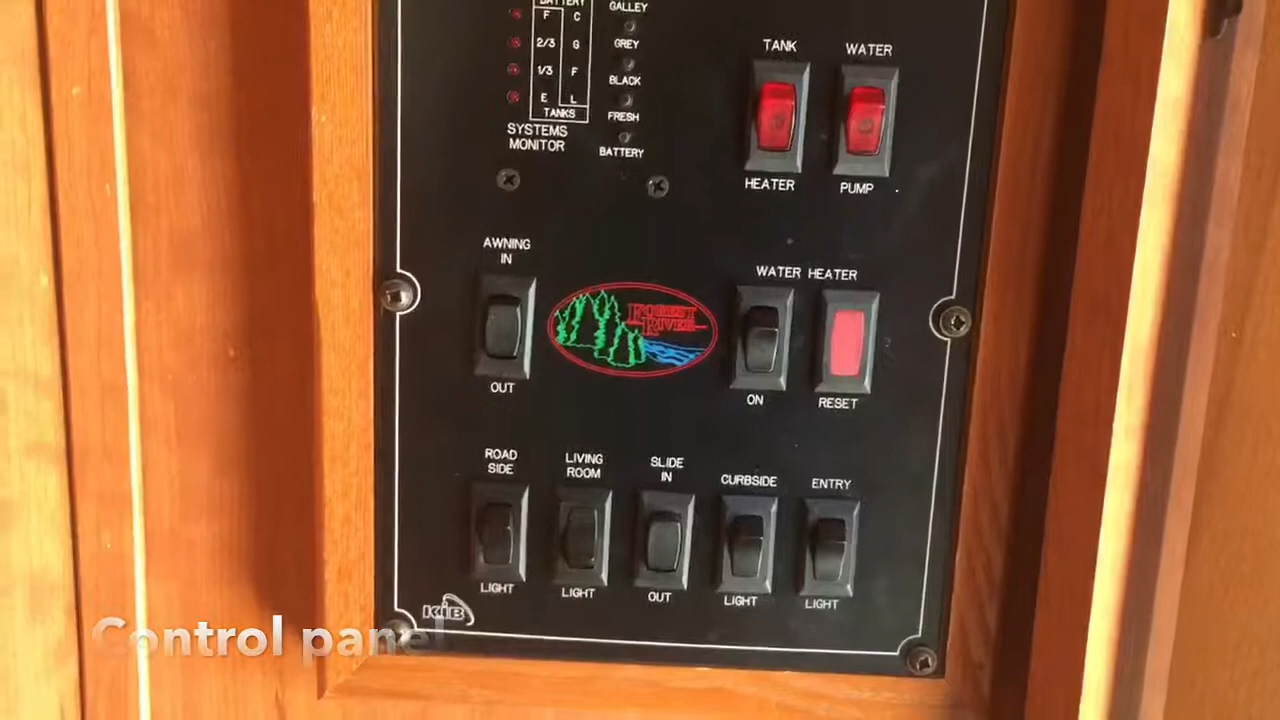 BATTERY
F C
2/3 G
1/3 F
E L
TANKS
SYSTEMS
MONITOR
GALLEY
GREY
BLACK
FRESH
BATTERY
TANK
HEATER
WATER
PUMP
AWNING
IN
OUT
FOREST
RIVER
WATER HEATER
ON
RESET
ROAD
SIDE
LIGHT
LIVING
ROOM
LIGHT
SLIDE
IN
OUT
CURBSIDE
LIGHT
ENTRY
LIGHT
KIB
Control panel